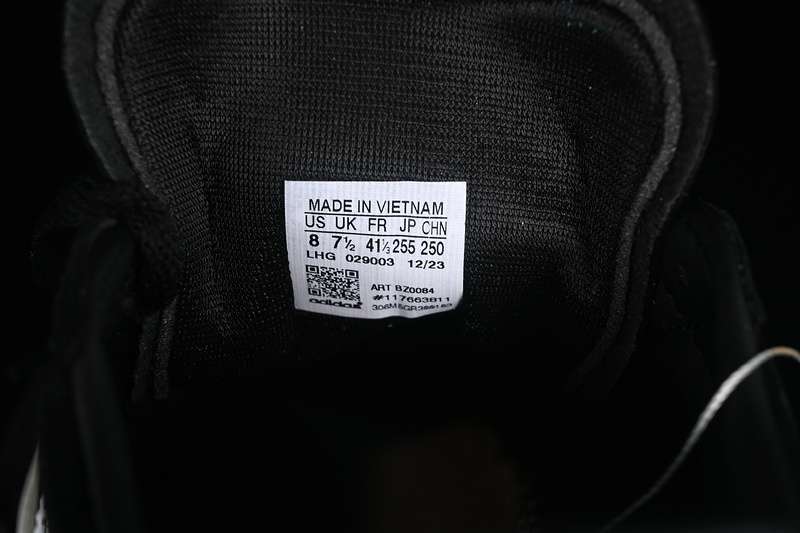 MADE IN VIETNAM
US UK FR JP CHN
8 7½ 41⅓ 255 250
LHG 029003 12/23
ART BZ0084
#117663811
adidas